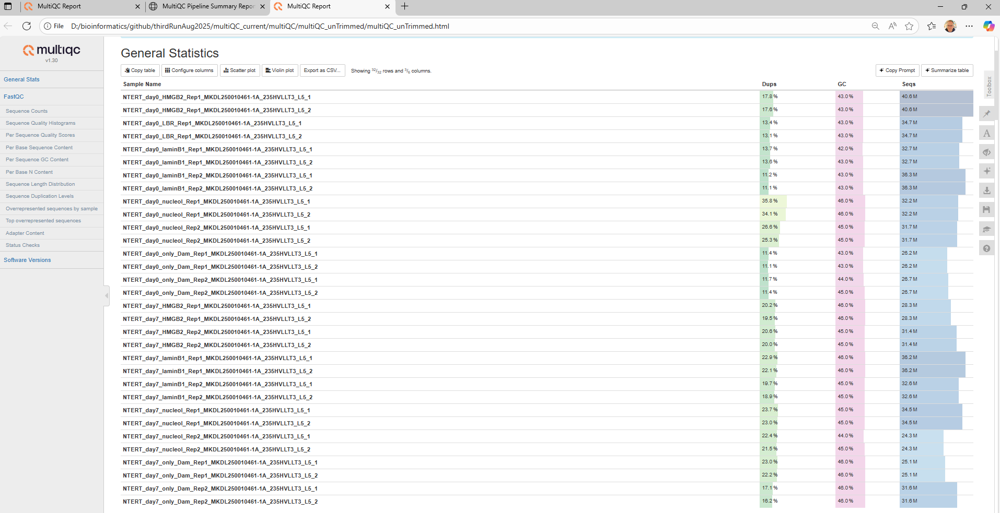 MultiQC Report
MultiQC Pipeline Summary Repor
MultiQC Report
File D:/bioinformatics/github/thirdRunAug2025/multiQC_current/multiQC/multiQC_unTrimmed/multiQC_unTrimmed.html
multiqc
v1.30
General Stats
FastQC
Sequence Counts
Sequence Quality Histograms
Per Sequence Quality Scores
Per Base Sequence Content
Per Sequence GC Content
Per Base N Content
Sequence Length Distribution
Sequence Duplication Levels
Overrepresented sequences by sample
Top overrepresented sequences
Adapter Content
Status Checks
Software Versions
General Statistics
Copy table Configure columns Scatter plot Violin plot Export as CSV... Showing 32/32 rows and 3/6 columns. Copy Prompt Summarize table
Toolbox
Sample Name Dups GC Seqs
NTERT_day0_HMGB2_Rep1_MKDL250010461-1A_235HVLLT3_L5_1 17.8 % 43.0 % 40.6 M
NTERT_day0_HMGB2_Rep1_MKDL250010461-1A_235HVLLT3_L5_2 17.6 % 43.0 % 40.6 M
NTERT_day0_LBR_Rep1_MKDL250010461-1A_235HVLLT3_L5_1 13.4 % 43.0 % 34.7 M
NTERT_day0_LBR_Rep1_MKDL250010461-1A_235HVLLT3_L5_2 13.1 % 43.0 % 34.7 M
NTERT_day0_laminB1_Rep1_MKDL250010461-1A_235HVLLT3_L5_1 13.7 % 42.0 % 32.7 M
NTERT_day0_laminB1_Rep1_MKDL250010461-1A_235HVLLT3_L5_2 13.6 % 43.0 % 32.7 M
NTERT_day0_laminB1_Rep2_MKDL250010461-1A_235HVLLT3_L5_1 11.2 % 43.0 % 36.3 M
NTERT_day0_laminB1_Rep2_MKDL250010461-1A_235HVLLT3_L5_2 11.1 % 43.0 % 36.3 M
NTERT_day0_nucleol_Rep1_MKDL250010461-1A_235HVLLT3_L5_1 35.8 % 46.0 % 32.2 M
NTERT_day0_nucleol_Rep1_MKDL250010461-1A_235HVLLT3_L5_2 34.1 % 46.0 % 32.2 M
NTERT_day0_nucleol_Rep2_MKDL250010461-1A_235HVLLT3_L5_1 26.6 % 45.0 % 31.7 M
NTERT_day0_nucleol_Rep2_MKDL250010461-1A_235HVLLT3_L5_2 25.3 % 45.0 % 31.7 M
NTERT_day0_only_Dam_Rep1_MKDL250010461-1A_235HVLLT3_L5_1 11.4 % 43.0 % 26.2 M
NTERT_day0_only_Dam_Rep1_MKDL250010461-1A_235HVLLT3_L5_2 11.1 % 43.0 % 26.2 M
NTERT_day0_only_Dam_Rep2_MKDL250010461-1A_235HVLLT3_L5_1 11.7 % 44.0 % 26.7 M
NTERT_day0_only_Dam_Rep2_MKDL250010461-1A_235HVLLT3_L5_2 11.4 % 45.0 % 26.7 M
NTERT_day7_HMGB2_Rep1_MKDL250010461-1A_235HVLLT3_L5_1 20.2 % 46.0 % 28.3 M
NTERT_day7_HMGB2_Rep1_MKDL250010461-1A_235HVLLT3_L5_2 19.5 % 46.0 % 28.3 M
NTERT_day7_HMGB2_Rep2_MKDL250010461-1A_235HVLLT3_L5_1 20.6 % 45.0 % 31.4 M
NTERT_day7_HMGB2_Rep2_MKDL250010461-1A_235HVLLT3_L5_2 20.0 % 45.0 % 31.4 M
NTERT_day7_laminB1_Rep1_MKDL250010461-1A_235HVLLT3_L5_1 22.9 % 46.0 % 36.2 M
NTERT_day7_laminB1_Rep1_MKDL250010461-1A_235HVLLT3_L5_2 22.1 % 46.0 % 36.2 M
NTERT_day7_laminB1_Rep2_MKDL250010461-1A_235HVLLT3_L5_1 19.7 % 45.0 % 32.6 M
NTERT_day7_laminB1_Rep2_MKDL250010461-1A_235HVLLT3_L5_2 18.9 % 45.0 % 32.6 M
NTERT_day7_nucleol_Rep1_MKDL250010461-1A_235HVLLT3_L5_1 23.7 % 45.0 % 34.5 M
NTERT_day7_nucleol_Rep1_MKDL250010461-1A_235HVLLT3_L5_2 23.0 % 45.0 % 34.5 M
NTERT_day7_nucleol_Rep2_MKDL250010461-1A_235HVLLT3_L5_1 22.4 % 44.0 % 24.3 M
NTERT_day7_nucleol_Rep2_MKDL250010461-1A_235HVLLT3_L5_2 21.5 % 45.0 % 24.3 M
NTERT_day7_only_Dam_Rep1_MKDL250010461-1A_235HVLLT3_L5_1 23.0 % 46.0 % 25.1 M
NTERT_day7_only_Dam_Rep1_MKDL250010461-1A_235HVLLT3_L5_2 22.2 % 46.0 % 25.1 M
NTERT_day7_only_Dam_Rep2_MKDL250010461-1A_235HVLLT3_L5_1 17.1 % 46.0 % 31.6 M
NTERT_day7_only_Dam_Rep2_MKDL250010461-1A_235HVLLT3_L5_2 16.2 % 46.0 % 31.6 M